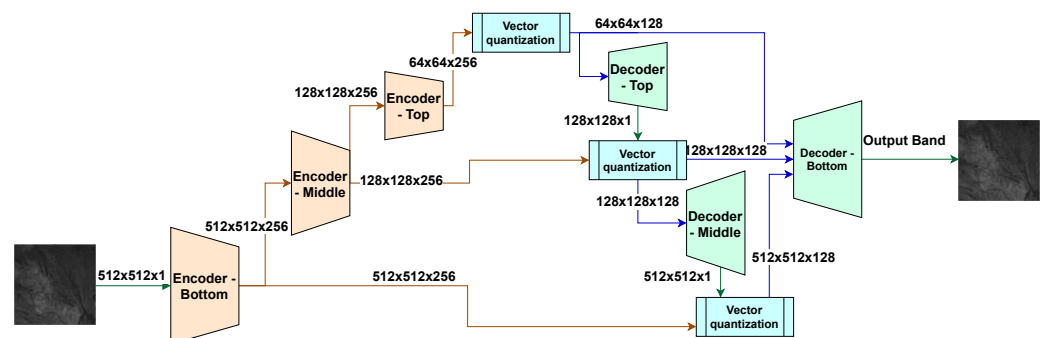 Vector
quantization
64x64x128
64x64x256
Decoder
- Top
128x128x256
Encoder
- Top
128x128x1
Output Band
Encoder
- Middle
Vector
quantization
128x128x128
Decoder -
Bottom
128x128x256
128x128x128
Decoder
- Middle
512x512x256
512x512x128
512x512x1
Encoder -
Bottom
512x512x256
512x512x1
Vector
quantization